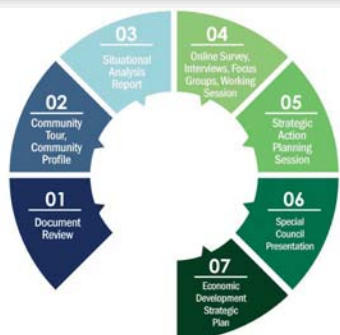 01
Document
Review
02
Community
Tour,
Community
Profile
03
Situational
Analysis
Report
04
Online Survey,
Interviews, Focus
Groups, Working
Session
05
Strategic
Action
Planning
Session
06
Special
Council
Presentation
07
Economic
Development
Strategic
Plan